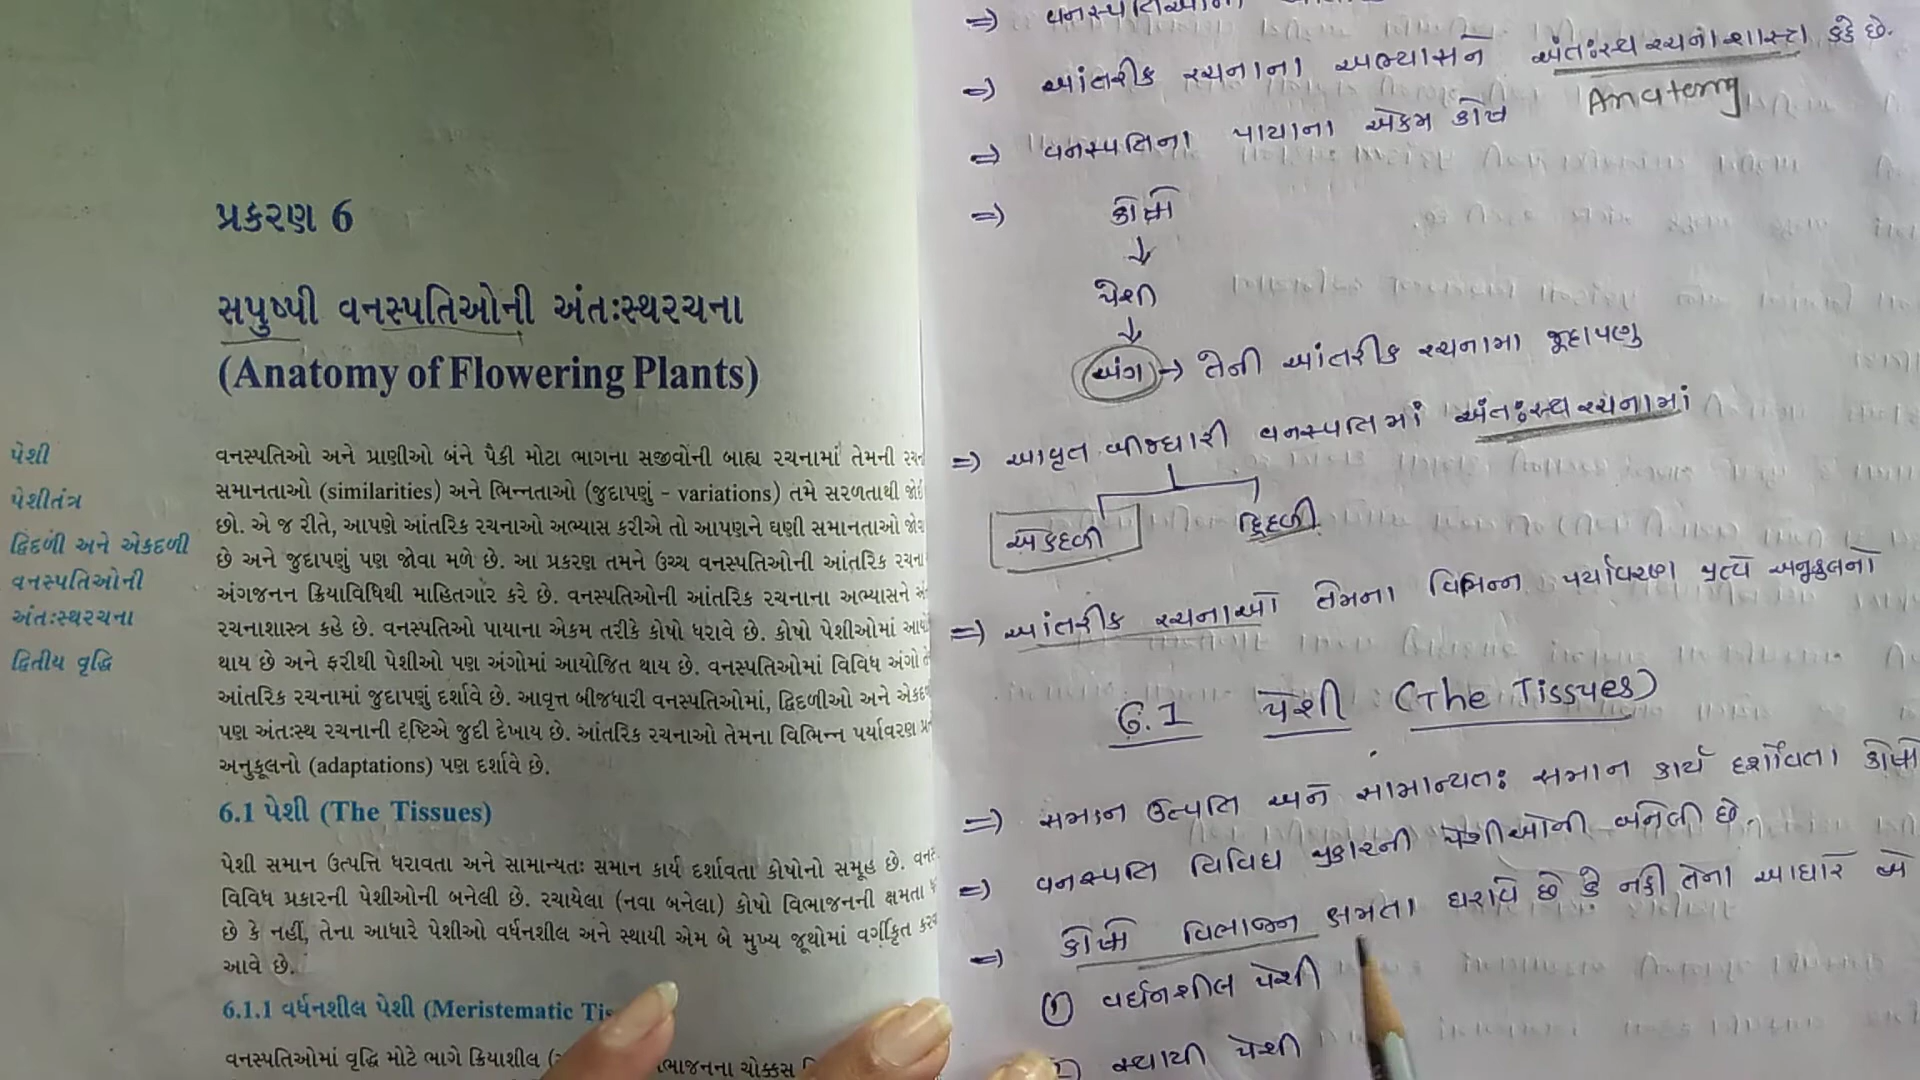 પ્રકરણ 6
સપુષ્પી વનસ્પતિઓની અંતઃસ્થરચના
(Anatomy of Flowering Plants)
પેશી
પેશીતંત્ર
દ્વિદળી અને એકદળી
વનસ્પતિઓની
અંતઃસ્થરચના
દ્વિતીય વૃદ્ધિ
વનસ્પતિઓ અને પ્રાણીઓ બંને પૈકી મોટા ભાગના સજીવોની બાહ્ય રચનામાં તેમની
સમાનતાઓ (similarities) અને ભિન્નતાઓ (જુદાપણું - variations) તમે સરળતાથી
છો. એ જ રીતે, આપણે આંતરિક રચનાઓ અભ્યાસ કરીએ તો આપણને ઘણી સમાનતાઓ
છે અને જુદાપણું પણ જોવા મળે છે. આ પ્રકરણ તમને ઉચ્ચ વનસ્પતિઓની આંતરિક
અંગજનન ક્રિયાવિધિથી માહિતગાર કરે છે. વનસ્પતિઓની આંતરિક રચનાના અભ્યાસને
રચનાશાસ્ત્ર કહે છે. વનસ્પતિઓ પાયાના એકમ તરીકે કોષો ધરાવે છે. કોષો પેશીઓમાં
થાય છે અને ફરીથી પેશીઓ પણ અંગોમાં આયોજિત થાય છે. વનસ્પતિઓમાં વિવિધ અંગો
આંતરિક રચનામાં જુદાપણું દર્શાવે છે. આવૃત્ત બીજધારી વનસ્પતિઓમાં, દ્વિદળીઓ અને
પણ અંતઃસ્થ રચનાની દૃષ્ટિએ જુદી દેખાય છે. આંતરિક રચનાઓ તેમના વિભિન્ન પર્યાવરણ
અનુકૂલનો (adaptations) પણ દર્શાવે છે.
6.1 પેશી (The Tissues)
પેશી સમાન ઉત્પત્તિ ધરાવતા અને સામાન્યતઃ સમાન કાર્ય દર્શાવતા કોષોનો સમૂહ છે.
વિવિધ પ્રકારની પેશીઓની બનેલી છે. રચાયેલા (નવા બનેલા) કોષો વિભાજનની ક્ષમતા
છે કે નહીં, તેના આધારે પેશીઓ વર્ધનશીલ અને સ્થાયી એમ બે મુખ્ય જૂથોમાં વર્ગીકૃત
આવે છે.
6.1.1 વર્ધનશીલ પેશી (Meristematic
વનસ્પતિઓમાં વૃદ્ધિ મોટે ભાગે ક્રિયાશીલ ચોક્કસ
=> આંતરીક રચનાના અભ્યાસને અંતઃસ્થ રચનાશાસ્ત્ર કહે છે.
Anatomy
=> વનસ્પતિના પાયાના એકમ કોષ
=> કોષો
↓
પેશી
↓
અંગ → તેની આંતરીક રચનામા જૂદાપણુ
=> આવૃત બીજધારી વનસ્પતિમાં અંતઃસ્થ રચનામાં
એકદળી દ્વિદળી
=> આંતરીક રચનાઓ તેમના વિભિન્ન પર્યાવરણ પ્રત્યે અનુકુલનો
6.1 પેશી (The Tissues)
=> સમાન ઉત્પતિ અને સામાન્યતઃ સમાન કાર્ય દર્શાવતા કોષો
=> વનસ્પતિ વિવિધ પ્રકારની પેશીઓની બનેલી છે.
=> કોષો વિભાજન ક્ષમતા ધરાવે છે કે નહી તેના આધારે બે
① વર્ધનશીલ પેશી
સ્થાયી પેશી